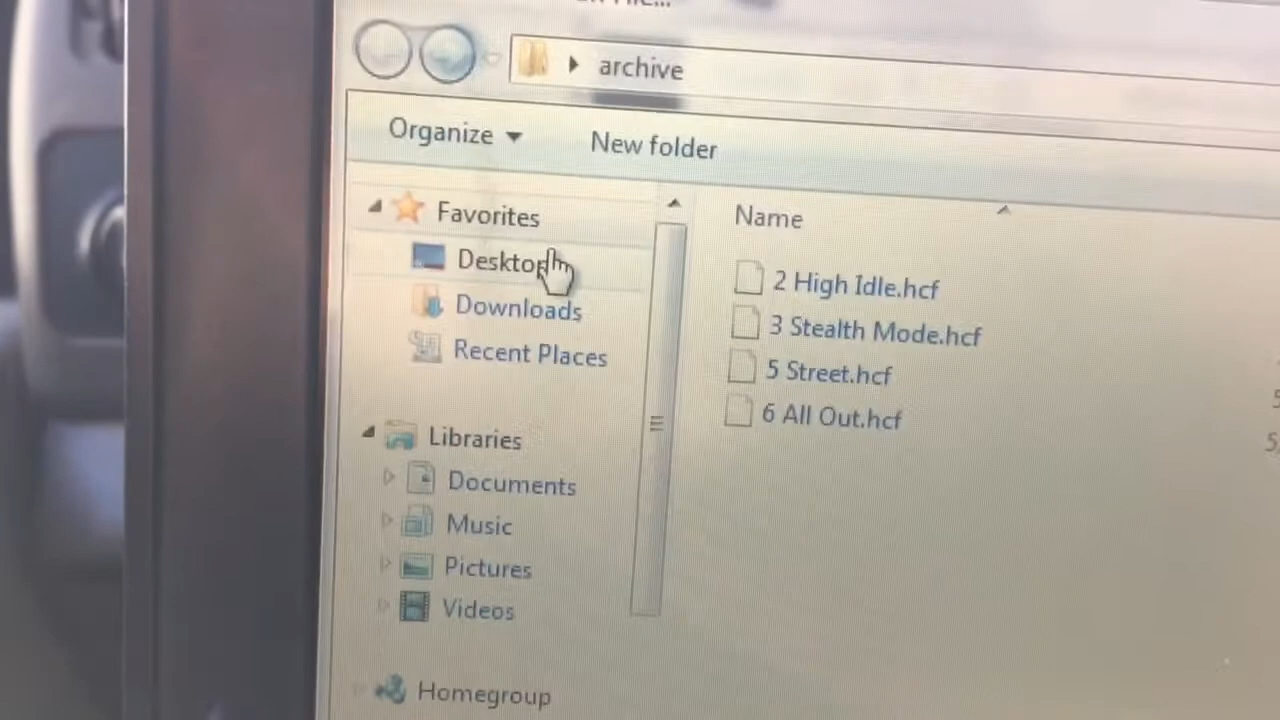 archive
Organize
New folder
Favorites
Desktop
Downloads
Recent Places
Libraries
Documents
Music
Pictures
Videos
Homegroup
Name
2 High Idle.hcf
3 Stealth Mode.hcf
5 Street.hcf
6 All Out.hcf